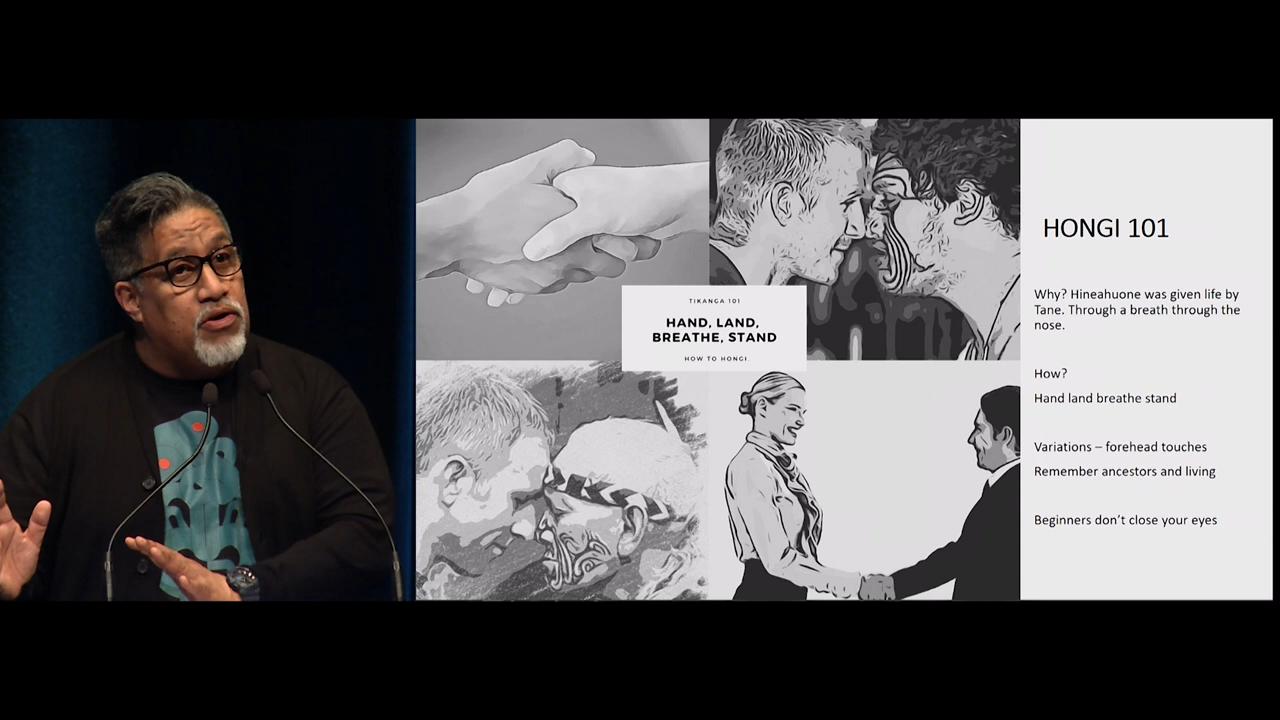 TIKANGA 101
HAND, LAND,
BREATHE, STAND
HOW TO HONGI.
HONGI 101
Why? Hineahuone was given life by
Tane. Through a breath through the
nose.
How?
Hand land breathe stand
Variations – forehead touches
Remember ancestors and living
Beginners don't close your eyes